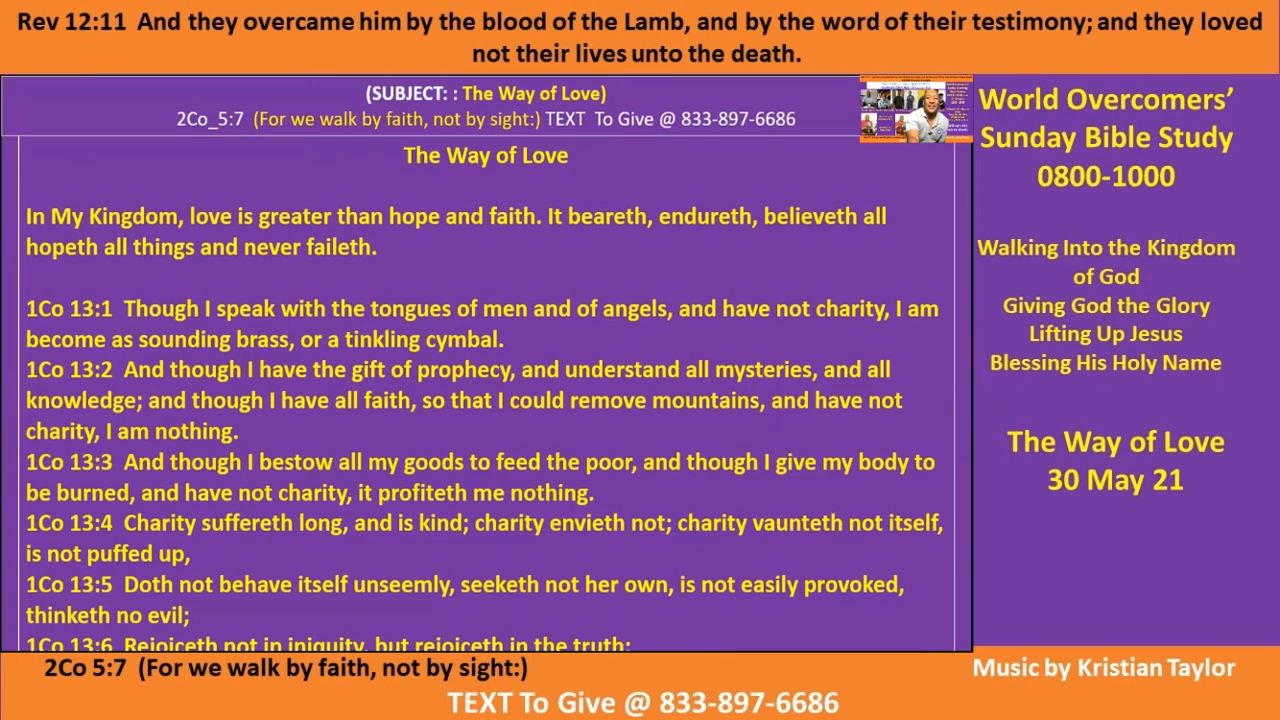 Rev 12:11  And they overcame him by the blood of the Lamb, and by the word of their testimony; and they loved
not their lives unto the death.
(SUBJECT: : The Way of Love)
2Co_5:7  (For we walk by faith, not by sight:) TEXT  To Give @ 833-897-6686
The Way of Love
In My Kingdom, love is greater than hope and faith. It beareth, endureth, believeth all
hopeth all things and never faileth.
1Co 13:1  Though I speak with the tongues of men and of angels, and have not charity, I am
become as sounding brass, or a tinkling cymbal.
1Co 13:2  And though I have the gift of prophecy, and understand all mysteries, and all
knowledge; and though I have all faith, so that I could remove mountains, and have not
charity, I am nothing.
1Co 13:3  And though I bestow all my goods to feed the poor, and though I give my body to
be burned, and have not charity, it profiteth me nothing.
1Co 13:4  Charity suffereth long, and is kind; charity envieth not; charity vaunteth not itself,
is not puffed up,
1Co 13:5  Doth not behave itself unseemly, seeketh not her own, is not easily provoked,
thinketh no evil;
1Co 13:6  Rejoiceth not in iniquity, but rejoiceth in the truth;
World Overcomers'
Sunday Bible Study
0800-1000
Walking Into the Kingdom
of God
Giving God the Glory
Lifting Up Jesus
Blessing His Holy Name
The Way of Love
30 May 21
2Co 5:7  (For we walk by faith, not by sight:)
Music by Kristian Taylor
TEXT To Give @ 833-897-6686